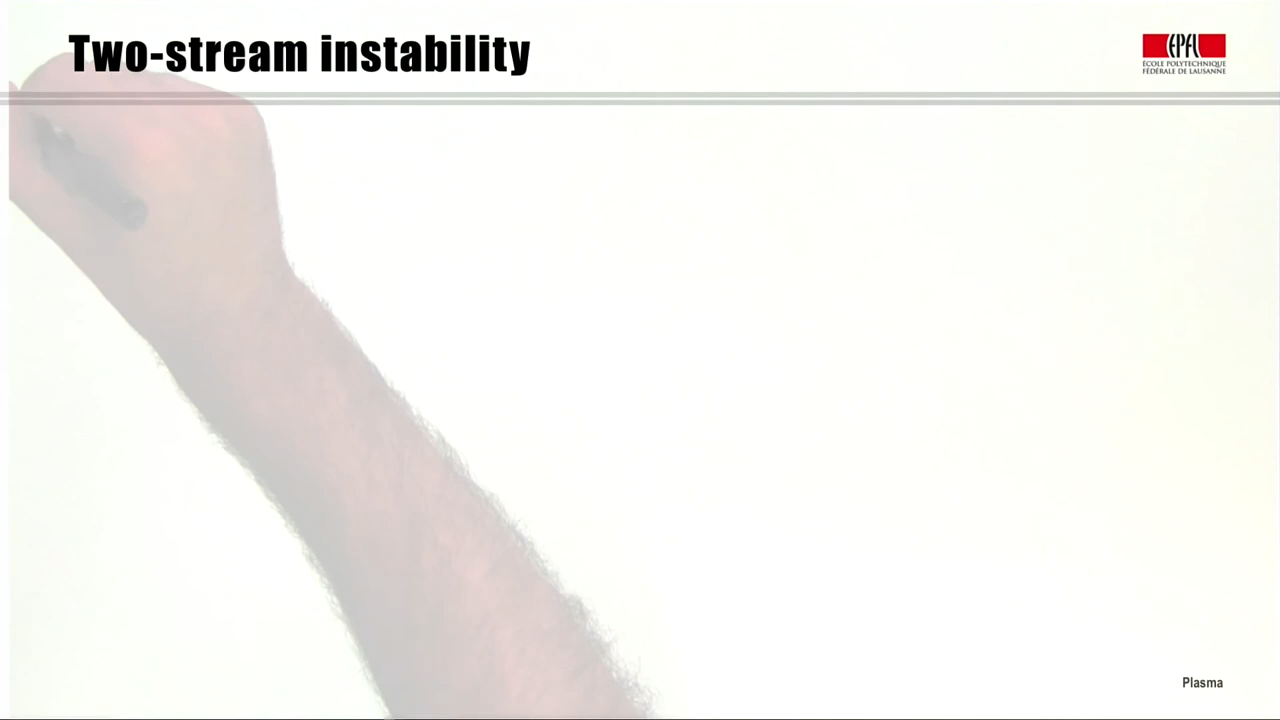 Two-stream instability
EPFL
ÉCOLE POLYTECHNIQUE
FÉDÉRALE DE LAUSANNE
Plasma